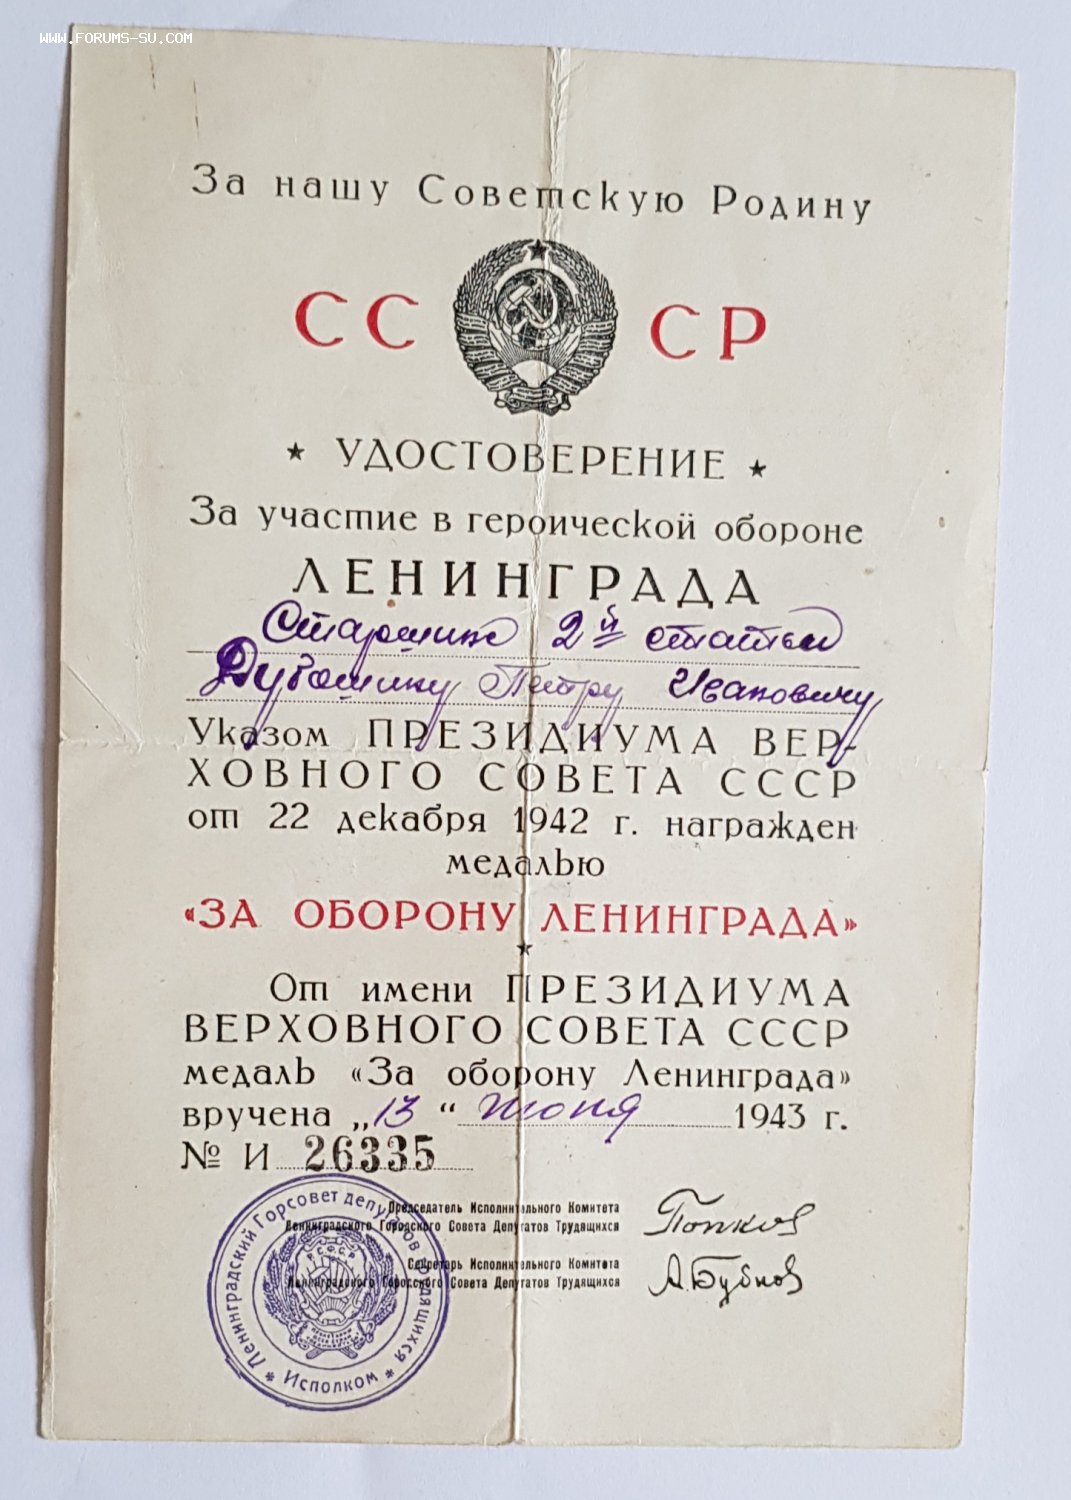 WWW.FORUMS-SU.COM
За нашу Советскую Родину
СС СР
★ УДОСТОВЕРЕНИЕ ★
За участие в героической обороне
ЛЕНИНГРАДА
Старшине 2й статьи
Петру Ивановичу
Указом ПРЕЗИДИУМА ВЕР-
ХОВНОГО СОВЕТА СССР
от 22 декабря 1942 г. награжден
медалью
«ЗА ОБОРОНУ ЛЕНИНГРАДА»
★
От имени ПРЕЗИДИУМА
ВЕРХОВНОГО СОВЕТА СССР
медаль «За оборону Ленинграда»
вручена „13“ июня 1943 г.
№ И 26335
Председатель Исполнительного Комитета
Ленинградского Городского Совета Депутатов Трудящихся
Попков
Секретарь Исполнительного Комитета
Ленинградского Городского Совета Депутатов Трудящихся
А.Бубнов
Ленинградский Горсовет депутатов трудящихся
* Исполком *
Р.С.Ф.С.Р.